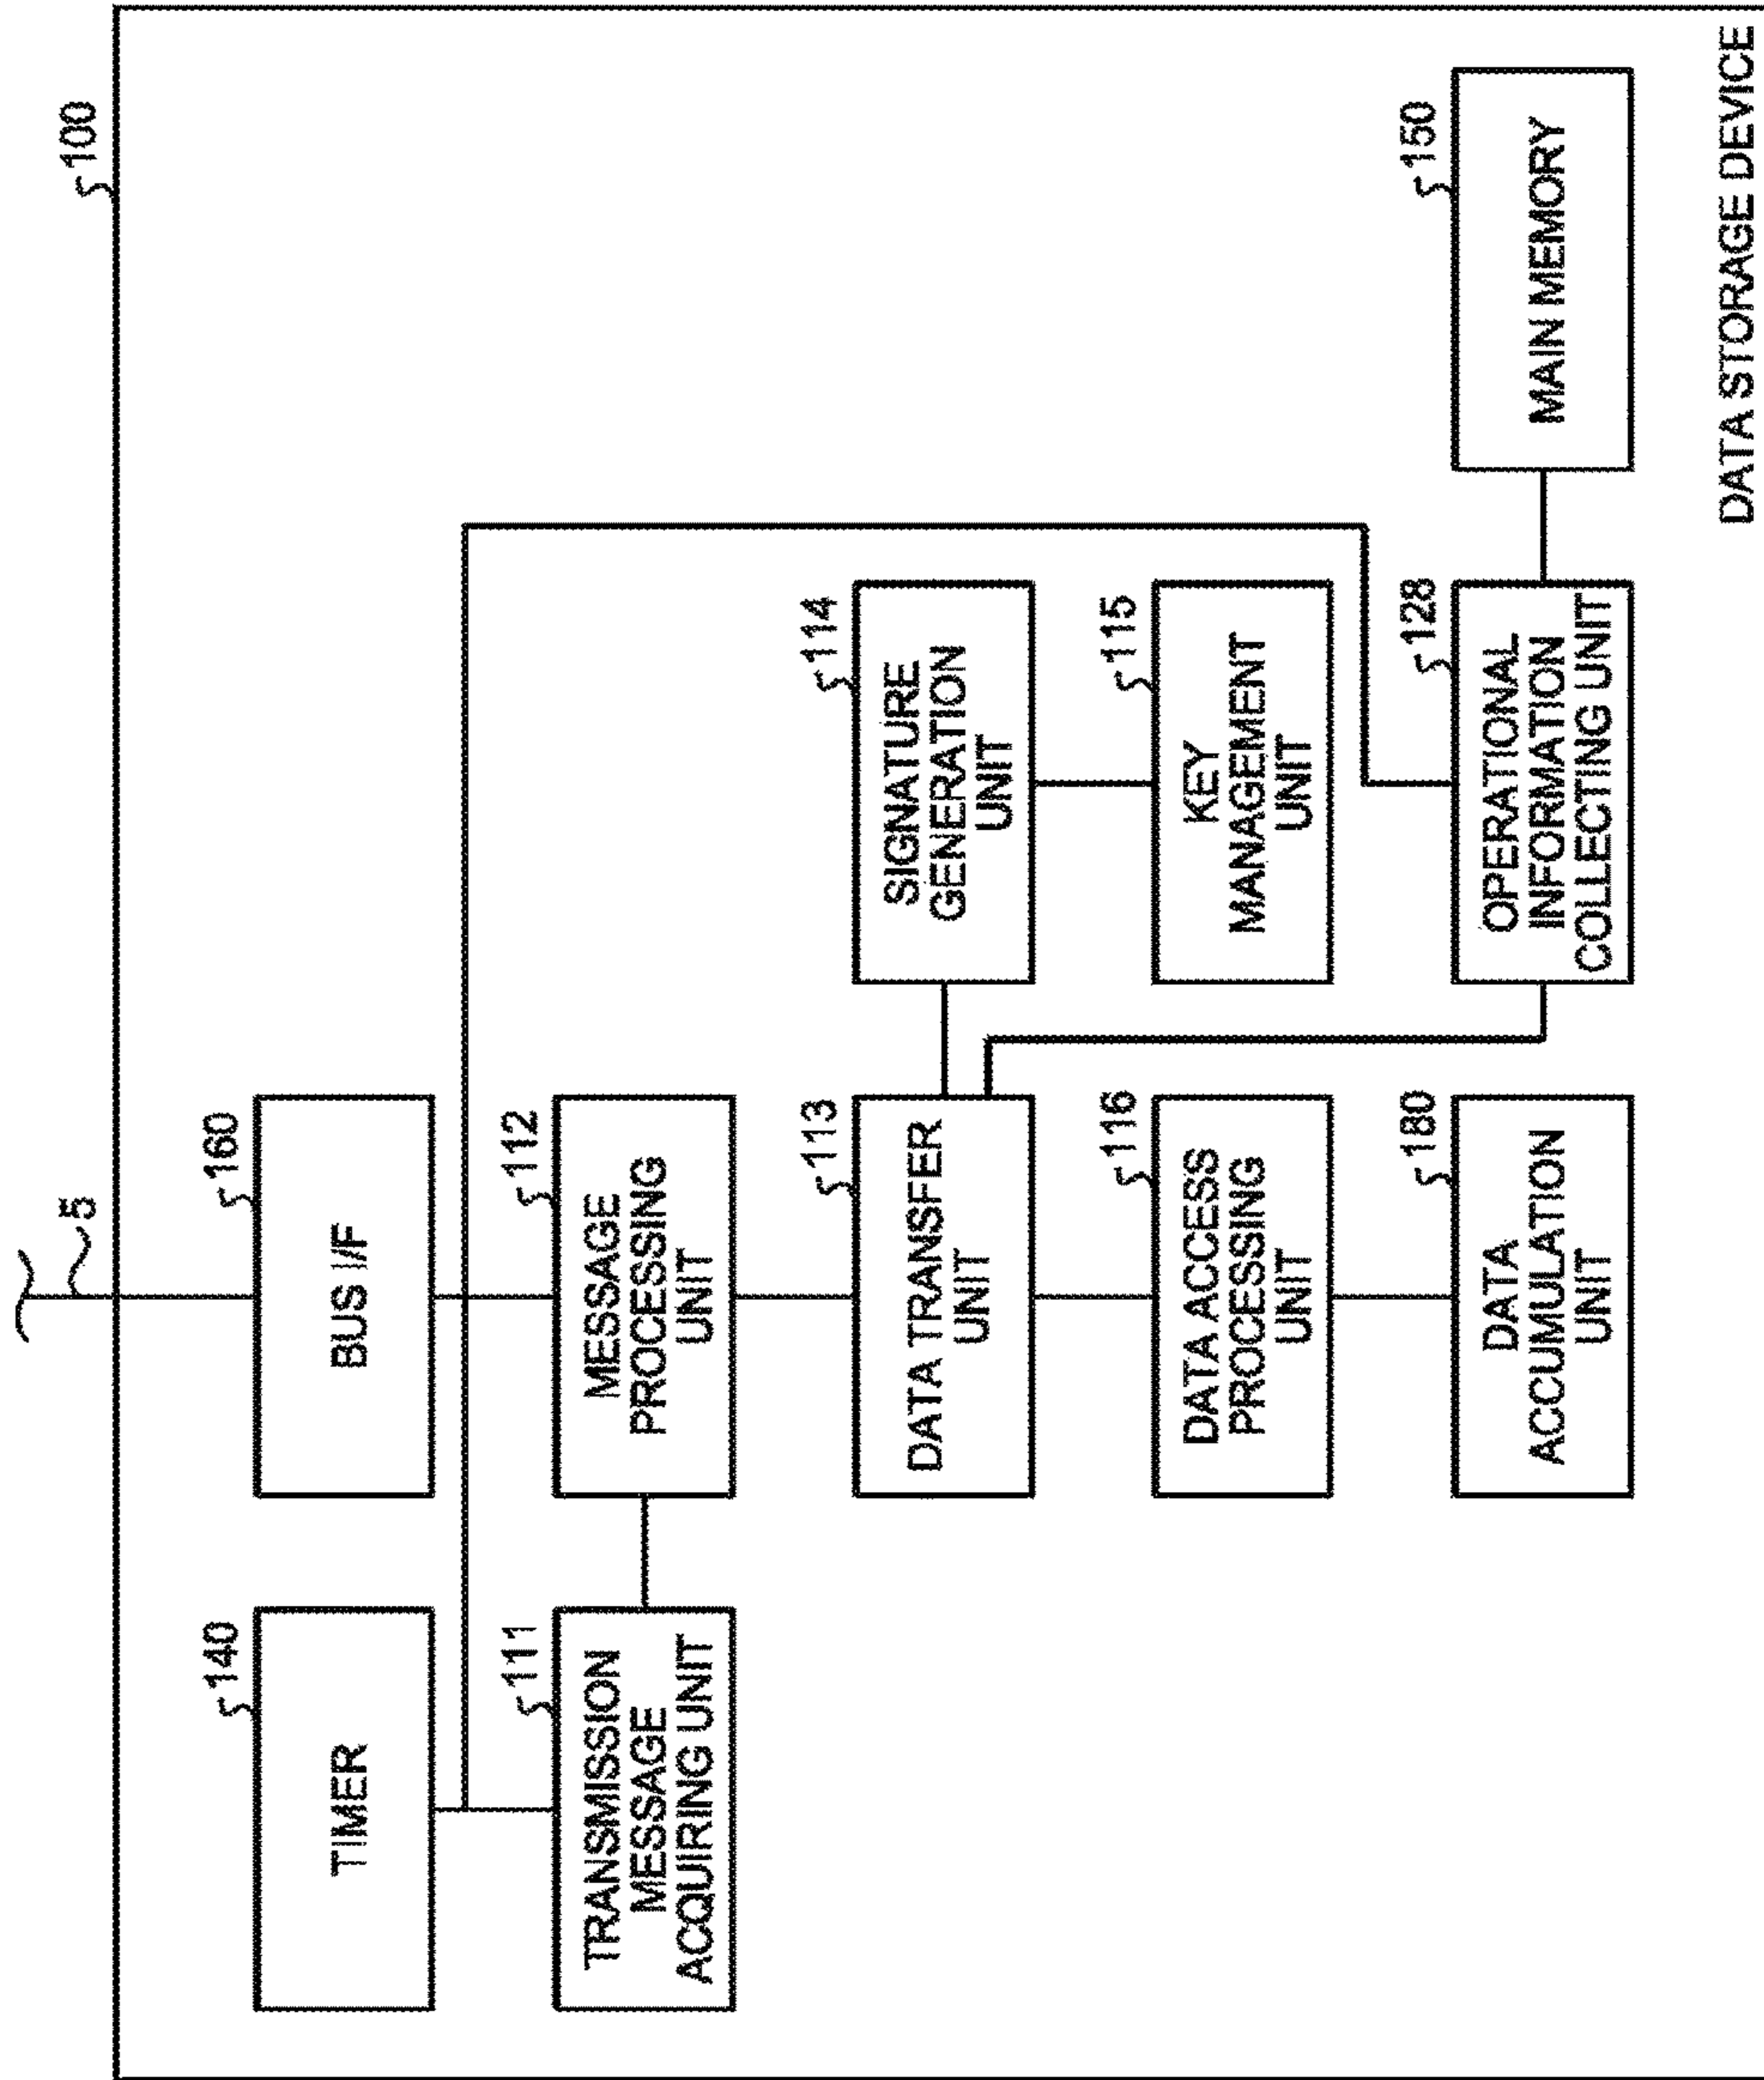 5
100
140
TIMER
160
BUS I/F
111
TRANSMISSION
MESSAGE
ACQUIRING UNIT
112
MESSAGE
PROCESSING
UNIT
113
DATA TRANSFER
UNIT
114
SIGNATURE
GENERATION
UNIT
116
DATA ACCESS
PROCESSING
UNIT
115
KEY
MANAGEMENT
UNIT
180
DATA
ACCUMULATION
UNIT
128
OPERATIONAL
INFORMATION
COLLECTING UNIT
150
MAIN MEMORY
DATA STORAGE DEVICE